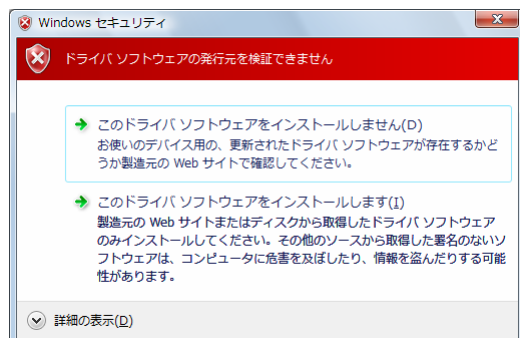 Windows セキュリティ
ドライバ ソフトウェアの発行元を検証できません
このドライバ ソフトウェアをインストールしません(D)
お使いのデバイス用の、更新されたドライバ ソフトウェアが存在するかど
うか製造元の Web サイトで確認してください。
このドライバ ソフトウェアをインストールします(I)
製造元の Web サイトまたはディスクから取得したドライバ ソフトウェア
のみインストールしてください。その他のソースから取得した署名のないソ
フトウェアは、コンピュータに危害を及ぼしたり、情報を盗んだりする可能
性があります。
詳細の表示(D)